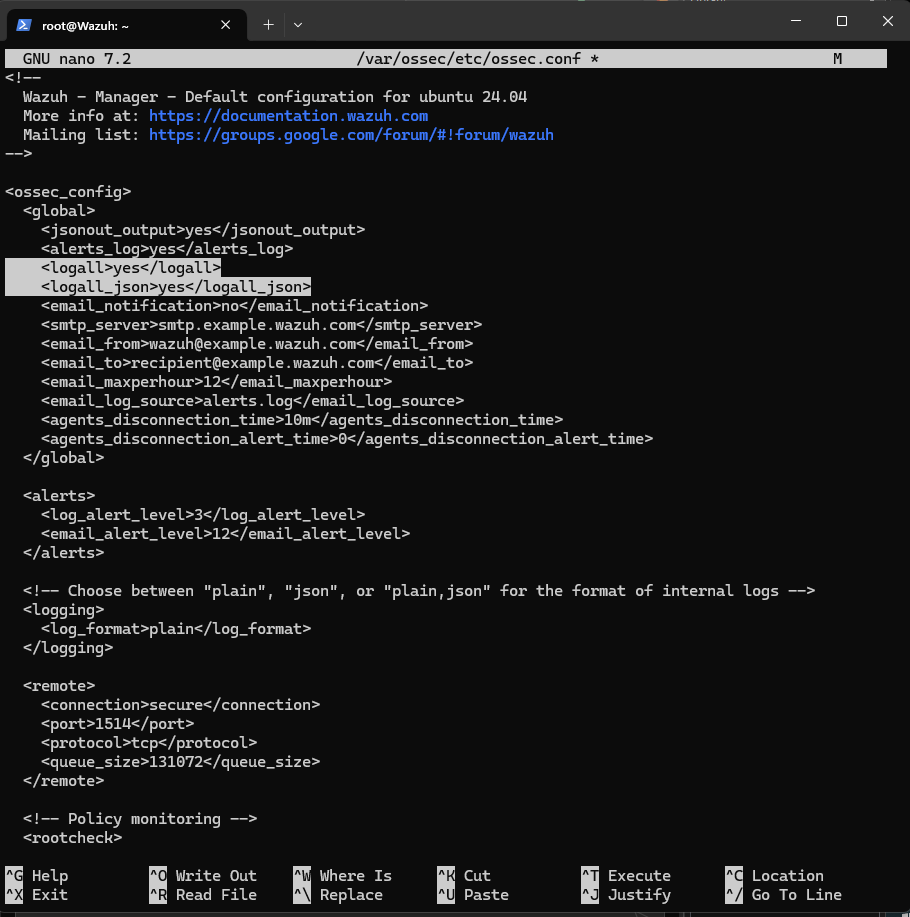 root@Wazuh: ~
GNU nano 7.2 /var/ossec/etc/ossec.conf * M
<!--
  Wazuh - Manager - Default configuration for ubuntu 24.04
  More info at: https://documentation.wazuh.com
  Mailing list: https://groups.google.com/forum/#!forum/wazuh
-->
<ossec_config>
  <global>
    <jsonout_output>yes</jsonout_output>
    <alerts_log>yes</alerts_log>
    <logall>yes</logall>
    <logall_json>yes</logall_json>
    <email_notification>no</email_notification>
    <smtp_server>smtp.example.wazuh.com</smtp_server>
    <email_from>wazuh@example.wazuh.com</email_from>
    <email_to>recipient@example.wazuh.com</email_to>
    <email_maxperhour>12</email_maxperhour>
    <email_log_source>alerts.log</email_log_source>
    <agents_disconnection_time>10m</agents_disconnection_time>
    <agents_disconnection_alert_time>0</agents_disconnection_alert_time>
  </global>
  <alerts>
    <log_alert_level>3</log_alert_level>
    <email_alert_level>12</email_alert_level>
  </alerts>
  <!-- Choose between "plain", "json", or "plain,json" for the format of internal logs -->
  <logging>
    <log_format>plain</log_format>
  </logging>
  <remote>
    <connection>secure</connection>
    <port>1514</port>
    <protocol>tcp</protocol>
    <queue_size>131072</queue_size>
  </remote>
  <!-- Policy monitoring -->
  <rootcheck>
^G Help ^O Write Out ^W Where Is ^K Cut ^T Execute ^C Location
^X Exit ^R Read File ^\ Replace ^U Paste ^J Justify ^/ Go To Line